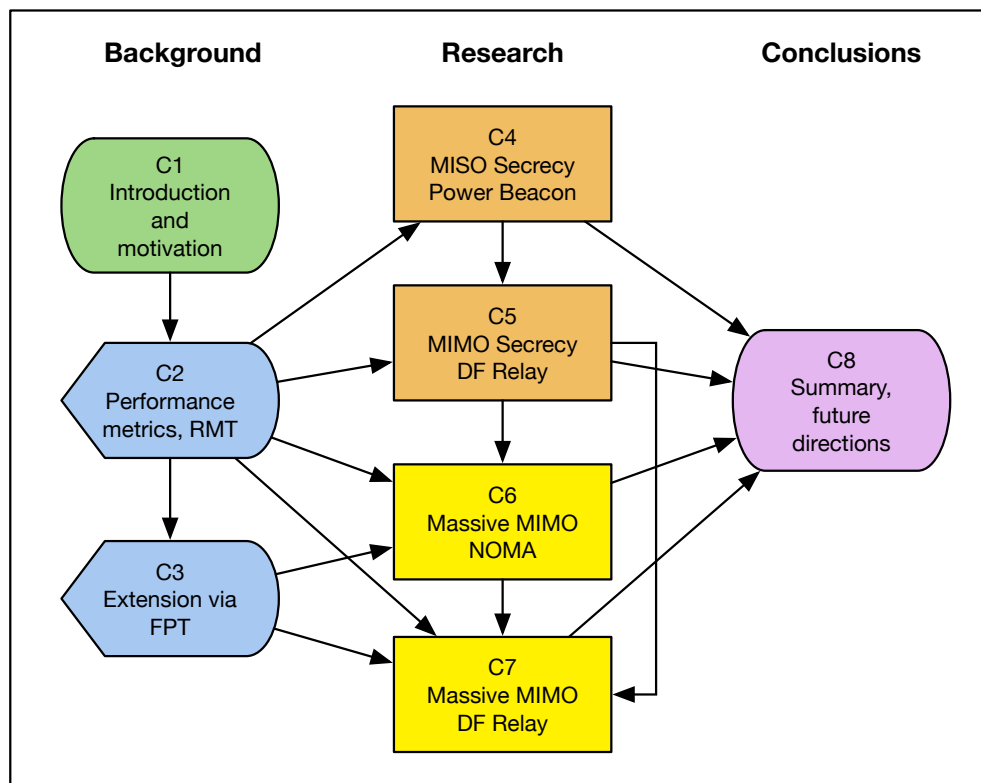 Background
Research
Conclusions
C1
Introduction
and
motivation
C2
Performance
metrics, RMT
C3
Extension via
FPT
C4
MISO Secrecy
Power Beacon
C5
MIMO Secrecy
DF Relay
C6
Massive MIMO
NOMA
C7
Massive MIMO
DF Relay
C8
Summary,
future
directions